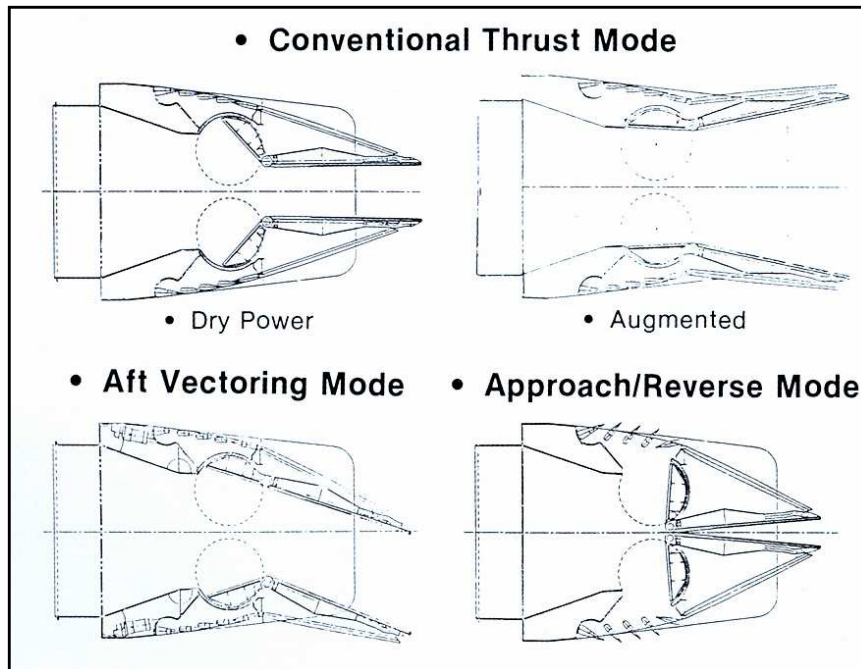 • Conventional Thrust Mode
• Dry Power
• Augmented
• Aft Vectoring Mode
• Approach/Reverse Mode